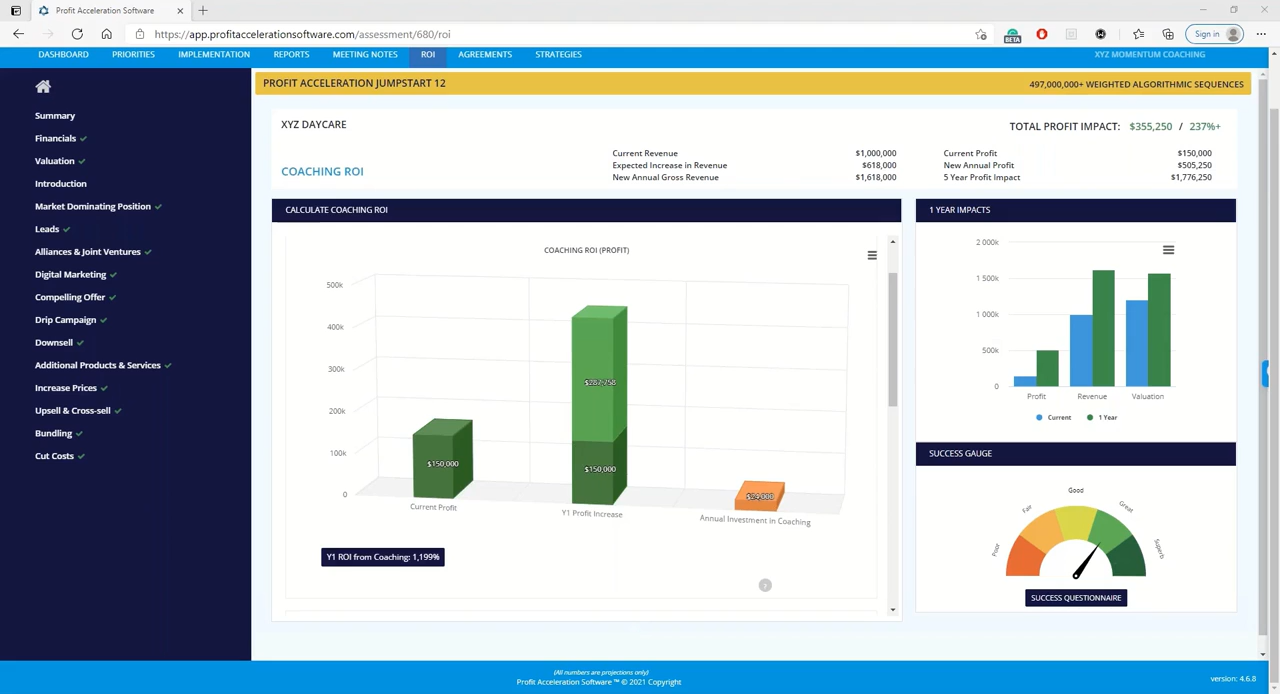 Profit Acceleration Software
https://app.profitaccelerationsoftware.com/assessment/680/roi
BETA
Sign in
DASHBOARD PRIORITIES IMPLEMENTATION REPORTS MEETING NOTES ROI AGREEMENTS STRATEGIES XYZ MOMENTUM COACHING
PROFIT ACCELERATION JUMPSTART 12
497,000,000+ WEIGHTED ALGORITHMIC SEQUENCES
Summary
Financials
Valuation
Introduction
Market Dominating Position
Leads
Alliances & Joint Ventures
Digital Marketing
Compelling Offer
Drip Campaign
Downsell
Additional Products & Services
Increase Prices
Upsell & Cross-sell
Bundling
Cut Costs
XYZ DAYCARE
TOTAL PROFIT IMPACT: $355,250 / 237%+
COACHING ROI
Current Revenue $1,000,000
Expected Increase in Revenue $618,000
New Annual Gross Revenue $1,618,000
Current Profit $150,000
New Annual Profit $505,250
5 Year Profit Impact $1,776,250
CALCULATE COACHING ROI
COACHING ROI (PROFIT)
500k
400k
300k
200k
100k
0
$150,000
$287,758
$150,000
$24,000
Current Profit
Y1 Profit Increase
Annual Investment in Coaching
Y1 ROI from Coaching: 1,199%
1 YEAR IMPACTS
2 000k
1 500k
1 000k
500k
0
Profit Revenue Valuation
Current 1 Year
SUCCESS GAUGE
Poor
Fair
Good
Great
Superb
SUCCESS QUESTIONNAIRE
(All numbers are projections only)
Profit Acceleration Software ™ © 2021 Copyright
version: 4.6.8